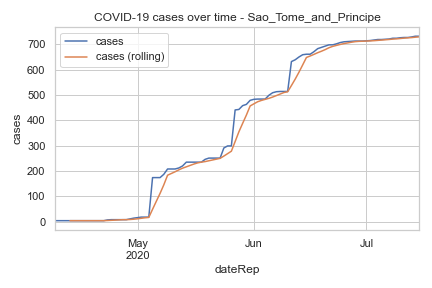 COVID-19 cases over time - Sao_Tome_and_Principe
cases
cases (rolling)
700
600
500
400
300
200
100
0
cases
May
2020
Jun
Jul
dateRep